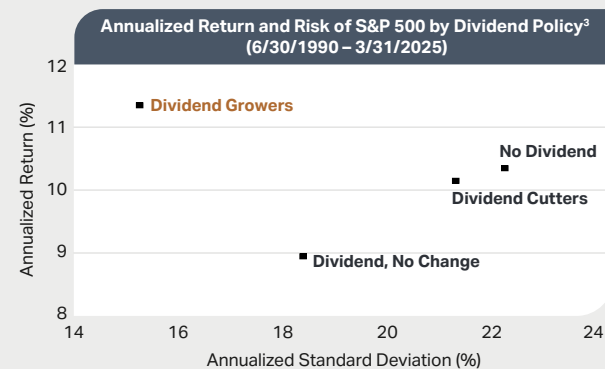 Annualized Return and Risk of S&P 500 by Dividend Policy³
(6/30/1990 – 3/31/2025)
Annualized Return (%)
12
11
10
9
8
Dividend Growers
No Dividend
Dividend Cutters
Dividend, No Change
14 16 18 20 22 24
Annualized Standard Deviation (%)